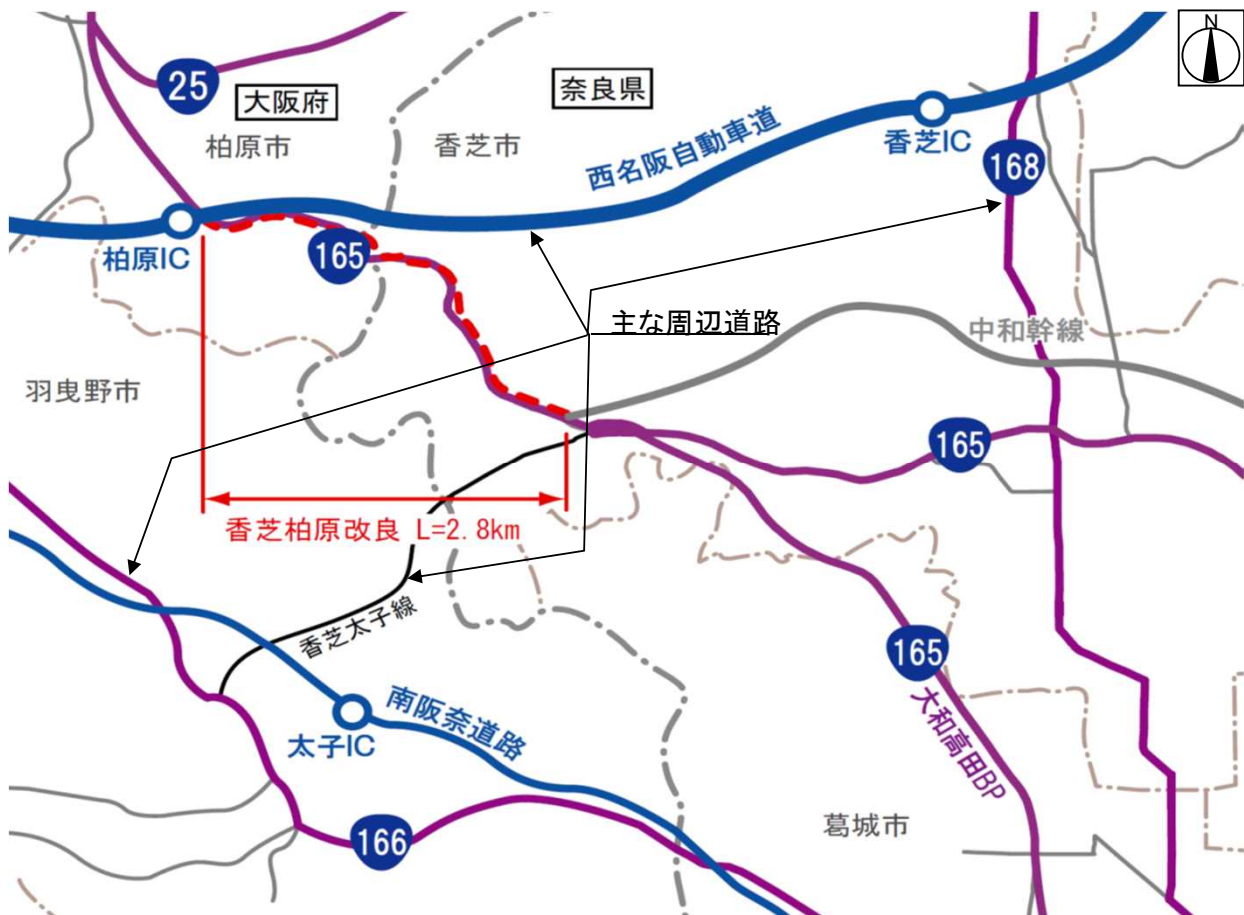 N
25
大阪府
奈良県
柏原市
香芝市
西名阪自動車道
香芝IC
168
柏原IC
165
主な周辺道路
中和幹線
羽曳野市
165
香芝柏原改良 L=2.8km
香芝太子線
165
南阪奈道路
大和高田BP
太子IC
166
葛城市